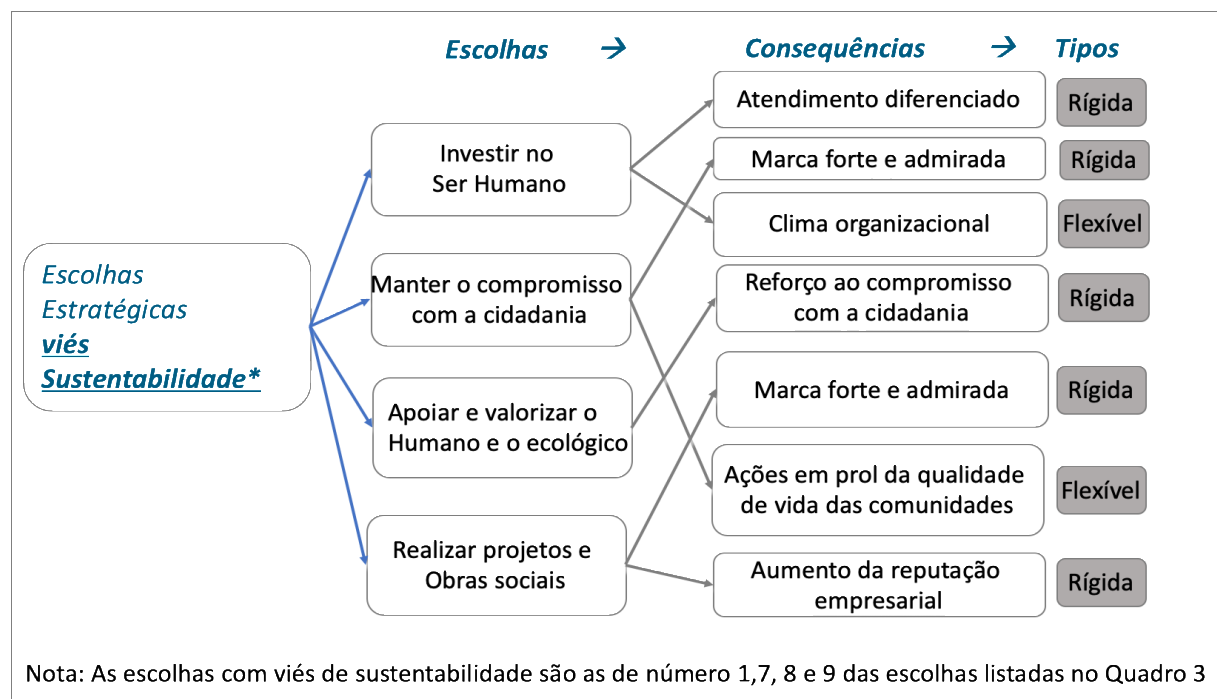 Escolhas → Consequências → Tipos
Escolhas
Estratégicas
viés
Sustentabilidade*
Investir no
Ser Humano
Manter o compromisso
com a cidadania
Apoiar e valorizar o
Humano e o ecológico
Realizar projetos e
Obras sociais
Atendimento diferenciado
Rígida
Marca forte e admirada
Rígida
Clima organizacional
Flexível
Reforço ao compromisso
com a cidadania
Rígida
Marca forte e admirada
Rígida
Ações em prol da qualidade
de vida das comunidades
Flexível
Aumento da reputação
empresarial
Rígida
Nota: As escolhas com viés de sustentabilidade são as de número 1,7, 8 e 9 das escolhas listadas no Quadro 3